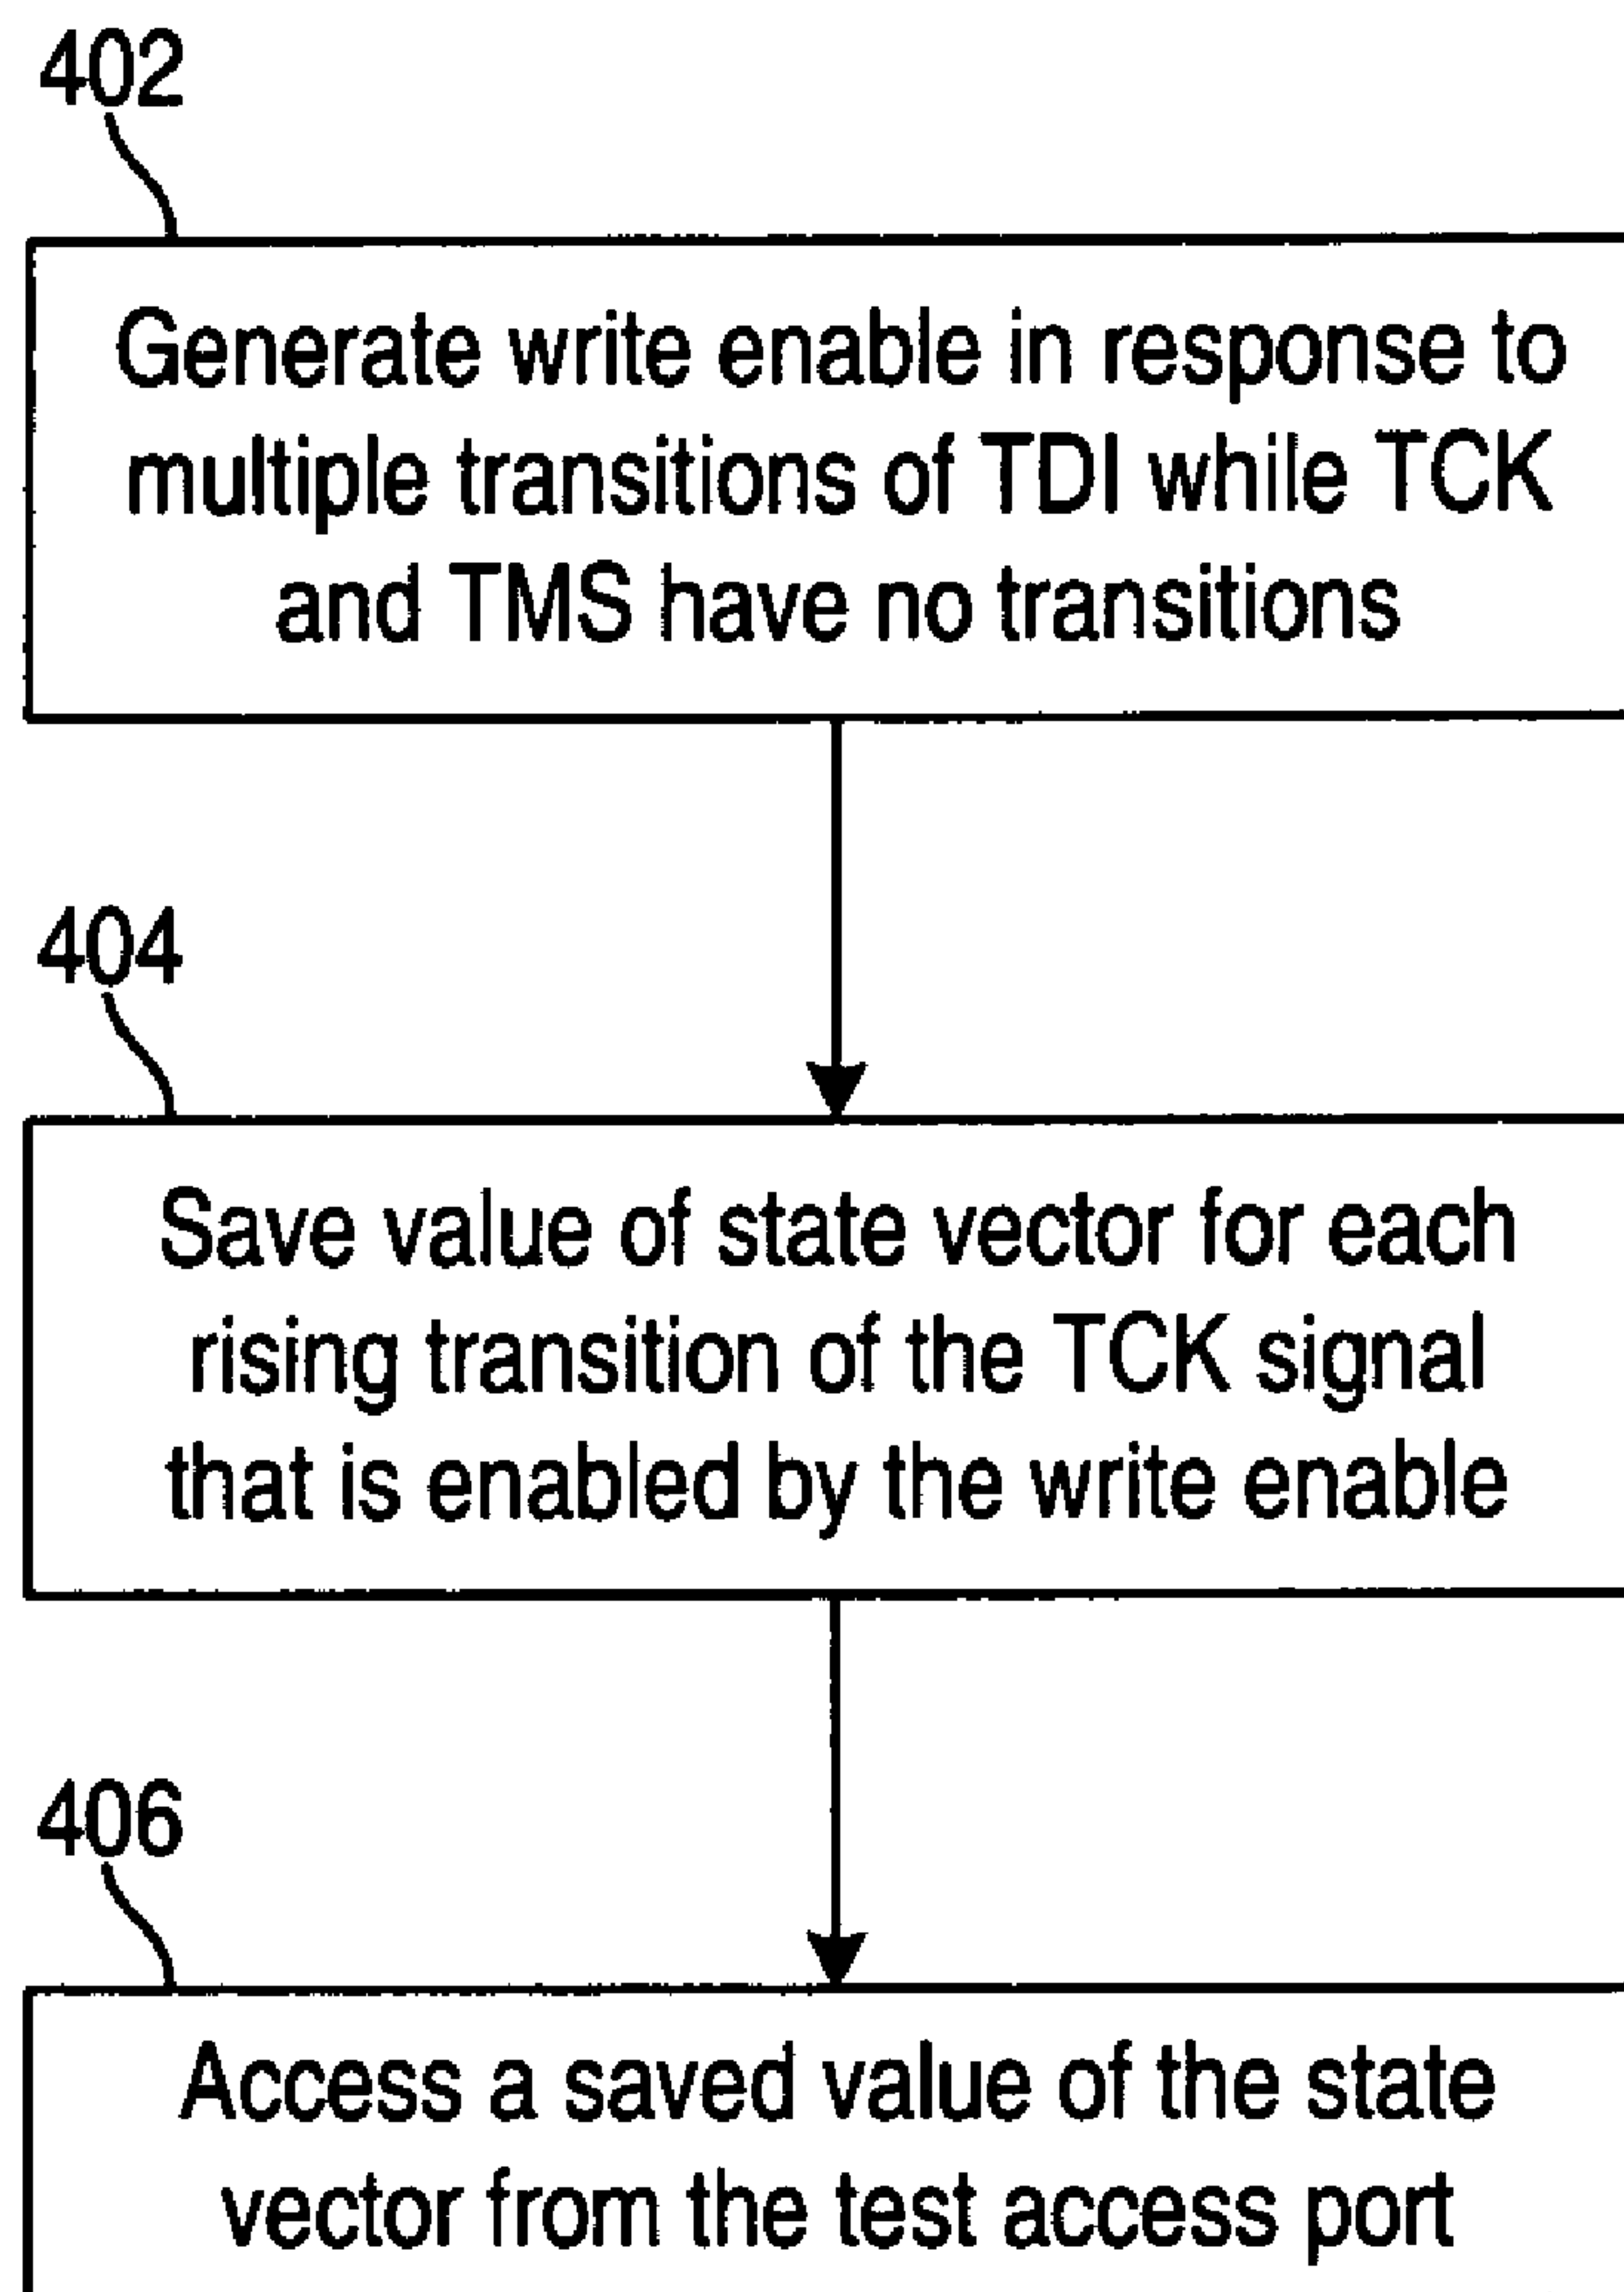 402
Generate write enable in response to
multiple transitions of TDI while TCK
and TMS have no transitions
404
Save value of state vector for each
rising transition of the TCK signal
that is enabled by the write enable
406
Access a saved value of the state
vector from the test access port